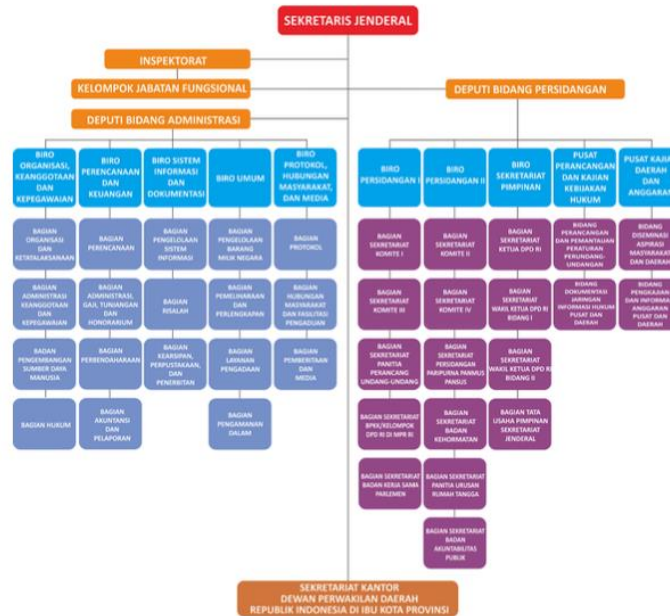 SEKRETARIS JENDERAL
INSPEKTORAT
KELOMPOK JABATAN FUNGSIONAL
DEPUTI BIDANG PERSIDANGAN
DEPUTI BIDANG ADMINISTRASI
BIRO
ORGANISASI,
KEANGGOTAAN
DAN
KEPEGAWAIAN
BIRO
PERENCANAAN
DAN
KEUANGAN
BIRO SISTEM
INFORMASI
DAN
DOKUMENTASI
BIRO UMUM
BIRO
PROTOKOL,
HUBUNGAN
MASYARAKAT,
DAN MEDIA
BIRO
PERSIDANGAN I
BIRO
PERSIDANGAN II
BIRO
SEKRETARIAT
PIMPINAN
PUSAT
PERANCANGAN
DAN KAJIAN
KEBIJAKAN
HUKUM
PUSAT KAJIAN
DAERAH
DAN
ANGGARAN
BAGIAN
ORGANISASI
DAN
KETATALAKSANAAN
BAGIAN
PERENCANAAN
BAGIAN
PENGELOLAAN
SISTEM
INFORMASI
BAGIAN
PENGELOLAAN
BARANG
MILIK NEGARA
BAGIAN
PROTOKOL
BAGIAN
SEKRETARIAT
KOMITE I
BAGIAN
SEKRETARIAT
KOMITE II
BAGIAN
SEKRETARIAT
KETUA DPD RI
BIDANG
PERANCANGAN
DAN PEMANTAUAN
PERATURAN
PERUNDANG-
UNDANGAN
BIDANG
DISEMINASI
ASPIRASI
MASYARAKAT
DAN DAERAH
BAGIAN
ADMINISTRASI
KEANGGOTAAN
DAN
KEPEGAWAIAN
BAGIAN
ADMINISTRASI,
GAJI, TUNJANGAN
DAN
HONORARIUM
BAGIAN
RISALAH
BAGIAN
PEMELIHARAAN
DAN
PERLENGKAPAN
BAGIAN
HUBUNGAN
MASYARAKAT
DAN FASILITASI
PENGADUAN
BAGIAN
SEKRETARIAT
KOMITE III
BAGIAN
SEKRETARIAT
KOMITE IV
BAGIAN
SEKRETARIAT
WAKIL KETUA DPD RI
BIDANG I
BIDANG
DOKUMENTASI
JARINGAN
INFORMASI HUKUM
PUSAT DAN
DAERAH
BIDANG
PENGKAJIAN
DAN INFORMASI
ANGGARAN
PUSAT DAN
DAERAH
BADAN
PENGEMBANGAN
SUMBER DAYA
MANUSIA
BAGIAN
PERBENDAHARAAN
BAGIAN
KEARSIPAN,
PERPUSTAKAAN,
DAN
PENERBITAN
BAGIAN
LAYANAN
PENGADAAN
BAGIAN
PEMBERITAAN
DAN
MEDIA
BAGIAN
SEKRETARIAT
PANITIA
PERANCANG
UNDANG-UNDANG
BAGIAN
SEKRETARIAT
PERSIDANGAN
PARIPURNA PANMUS
PANSUS
BAGIAN
SEKRETARIAT
WAKIL KETUA DPD RI
BIDANG II
BAGIAN HUKUM
BAGIAN
AKUNTANSI
DAN
PELAPORAN
BAGIAN
PENGAMANAN
DALAM
BAGIAN SEKRETARIAT
BPKK/KELOMPOK
DPD RI DI MPR RI
BAGIAN
SEKRETARIAT
BADAN
KEHORMATAN
BAGIAN TATA
USAHA PIMPINAN
SEKRETARIAT
JENDERAL
BAGIAN SEKRETARIAT
BADAN KERJA SAMA
PARLEMEN
BAGIAN SEKRETARIAT
PANITIA URUSAN
RUMAH TANGGA
BAGIAN SEKRETARIAT
BADAN
AKUNTABILITAS
PUBLIK
SEKRETARIAT KANTOR
DEWAN PERWAKILAN DAERAH
REPUBLIK INDONESIA DI IBU KOTA PROVINSI